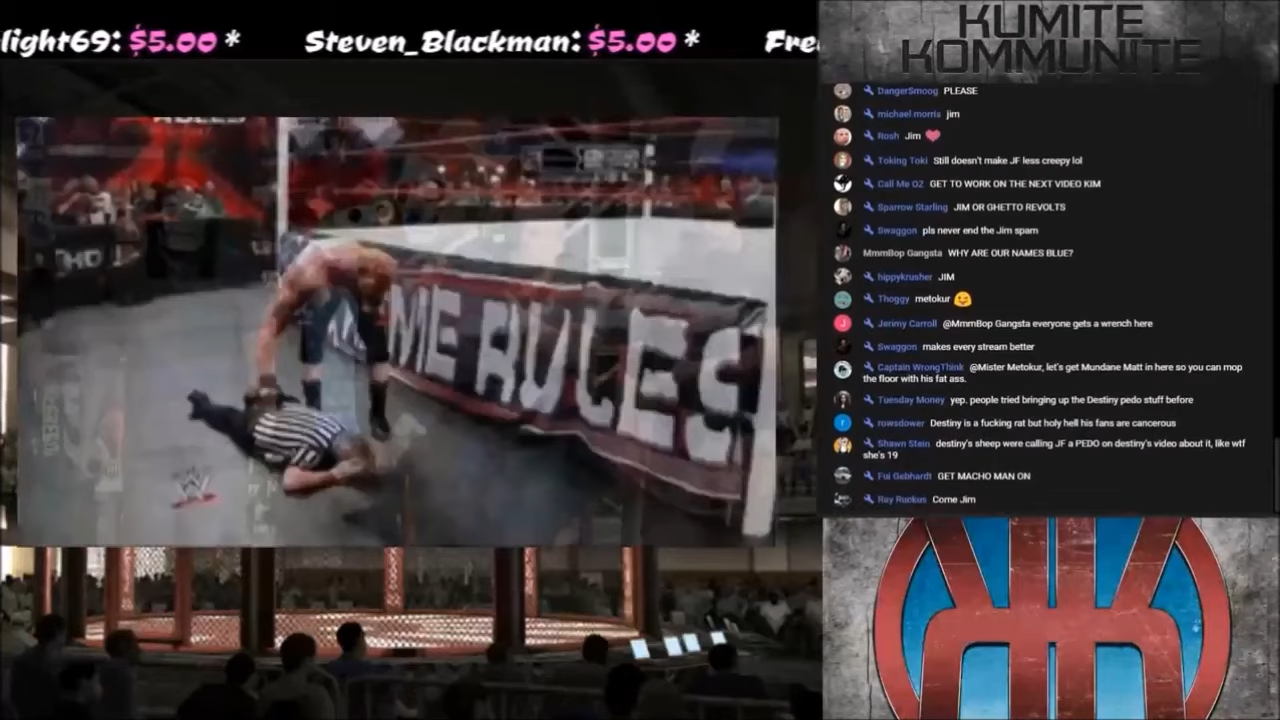 light69: $5.00 * Steven_Blackman: $5.00 * Fre
KUMITE
KOMMUNITE
DangerSmoog PLEASE
michael morris jim
Rosh Jim ❤
Toking Toki Still doesn't make JF less creepy lol
Call Me OZ GET TO WORK ON THE NEXT VIDEO KIM
Sparrow Starling JIM OR GHETTO REVOLTS
Swaggon pls never end the Jim spam
MmmBop Gangsta WHY ARE OUR NAMES BLUE?
hippykrusher JIM
Thoggy metokur 🤗
Jerimy Carroll @MmmBop Gangsta everyone gets a wrench here
Swaggon makes every stream better
Captain WrongThink @Mister Metokur, let's get Mundane Matt in here so you can mop
the floor with his fat ass.
Tuesday Money yep. people tried bringing up the Destiny pedo stuff before
rowsdower Destiny is a fucking rat but holy hell his fans are cancerous
Shawn Stein destiny's sheep were calling JF a PEDO on destiny's video about it, like wtf
she's 19
Fui Gebhardt GET MACHO MAN ON
Ray Ruckus Come Jim
RULES
ME RULES
W
KK